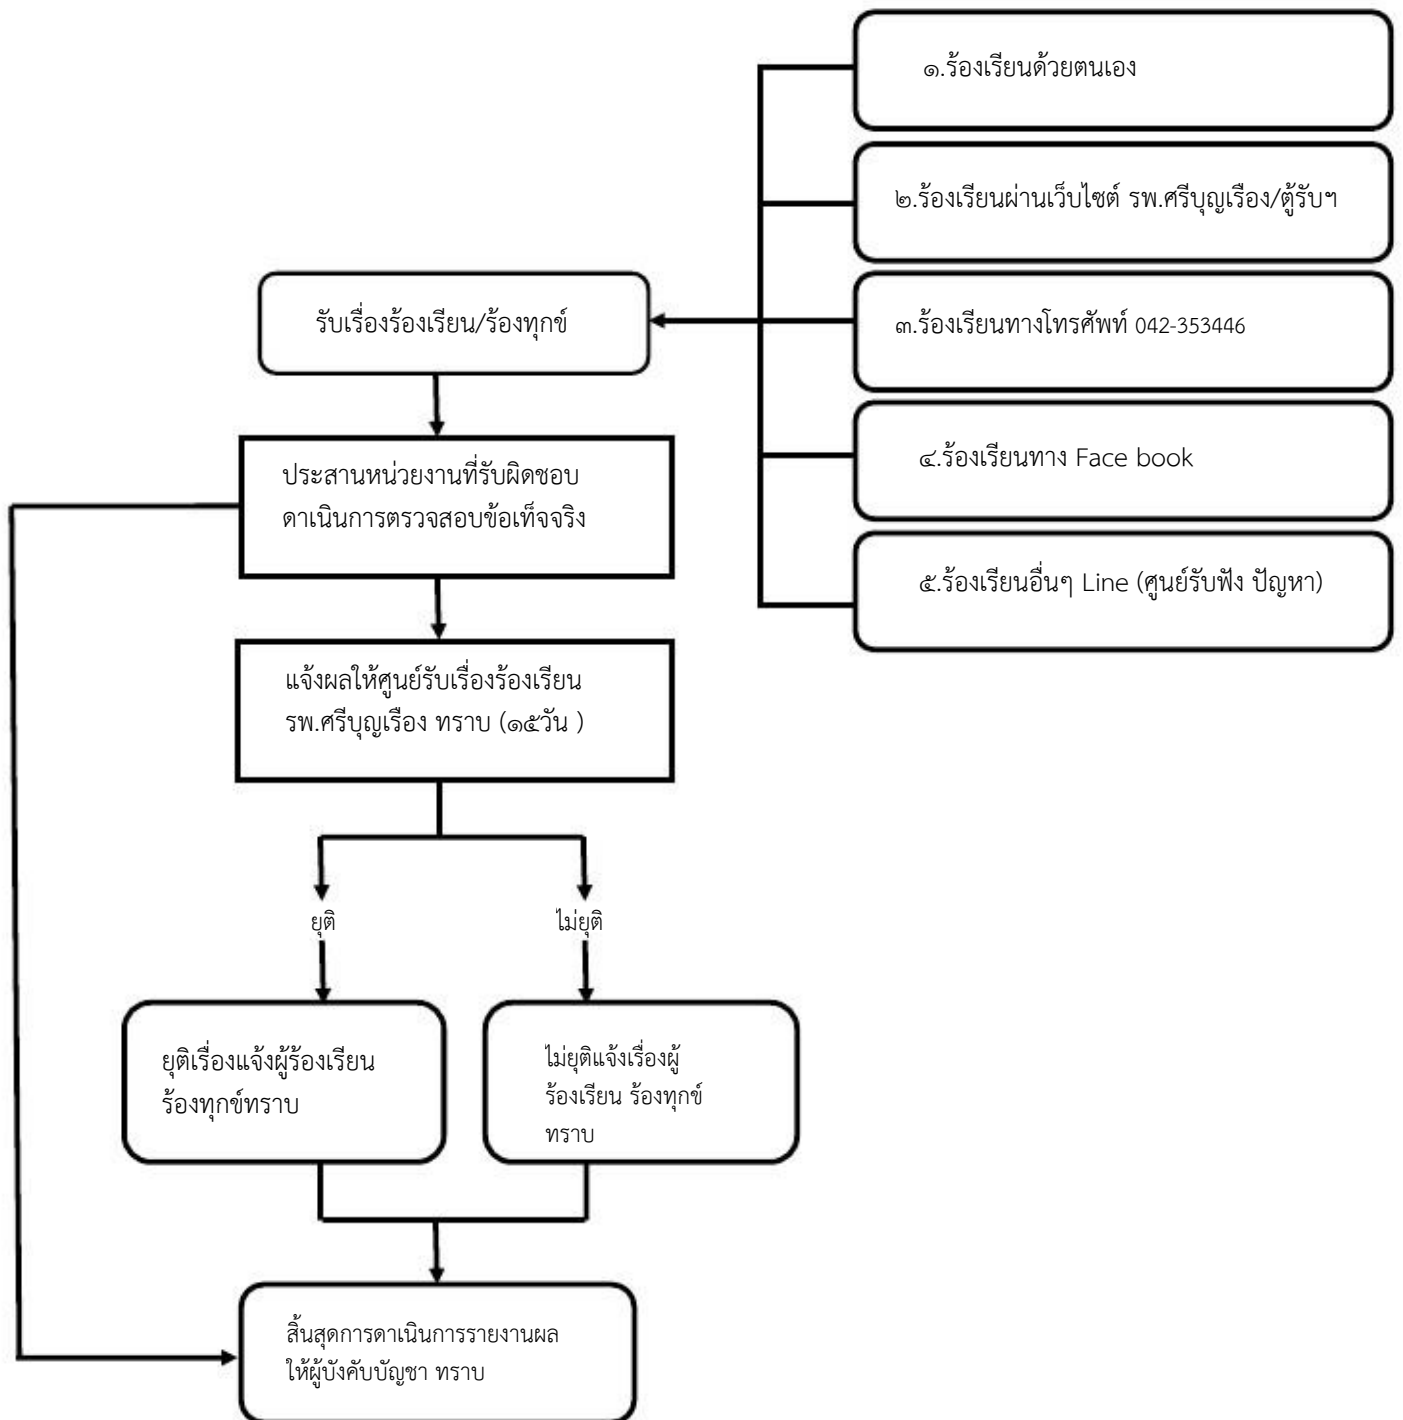 ๑.ร้องเรียนด้วยตนเอง
๒.ร้องเรียนผ่านเว็บไซต์ รพ.ศรีบุญเรือง/ตู้รับฯ
๓.ร้องเรียนทางโทรศัพท์ 042-353446
๔.ร้องเรียนทาง Face book
๕.ร้องเรียนอื่นๆ Line (ศูนย์รับฟัง ปัญหา)
รับเรื่องร้องเรียน/ร้องทุกข์
ประสานหน่วยงานที่รับผิดชอบ
ดาเนินการตรวจสอบข้อเท็จจริง
แจ้งผลให้ศูนย์รับเรื่องร้องเรียน
รพ.ศรีบุญเรือง ทราบ (๑๕วัน )
ยุติ
ไม่ยุติ
ยุติเรื่องแจ้งผู้ร้องเรียน
ร้องทุกข์ทราบ
ไม่ยุติแจ้งเรื่องผู้
ร้องเรียน ร้องทุกข์
ทราบ
สิ้นสุดการดาเนินการรายงานผล
ให้ผู้บังคับบัญชา ทราบ